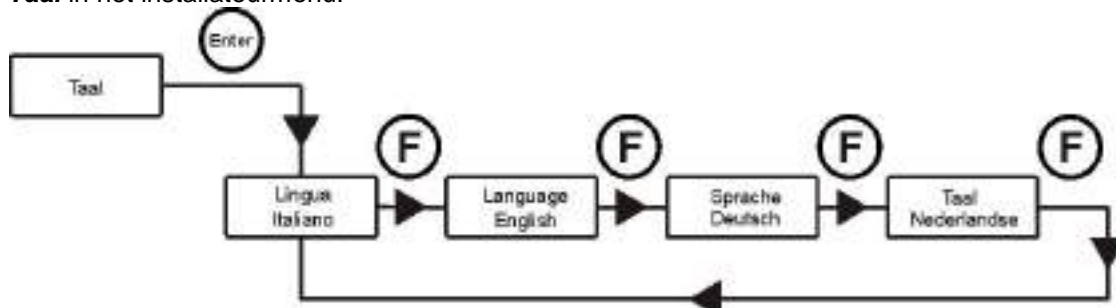 Taal in het installateurmenu.
Enter
Taal
F F F F
Lingua
Italiano
Language
English
Sprache
Deutsch
Taal
Nederlandse